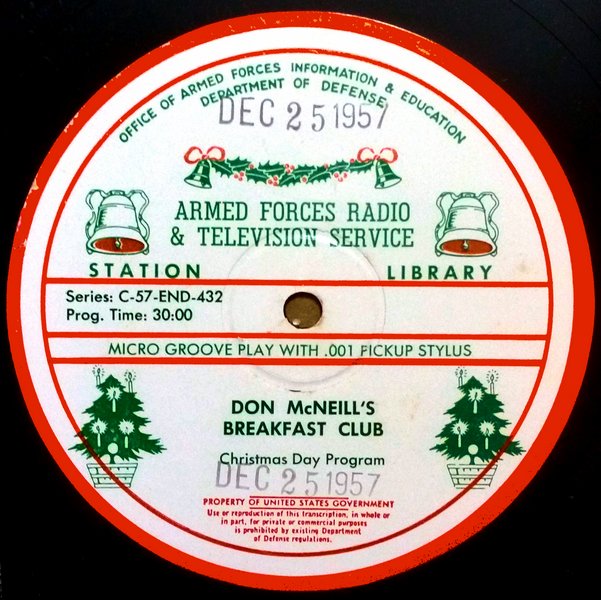 OFFICE OF ARMED FORCES INFORMATION & EDUCATION
DEPARTMENT OF DEFENSE
DEC 25 1957
ARMED FORCES RADIO
& TELEVISION SERVICE
STATION LIBRARY
Series: C-57-END-432
Prog. Time: 30:00
MICRO GROOVE PLAY WITH .001 PICKUP STYLUS
DON McNEILL'S
BREAKFAST CLUB
Christmas Day Program
DEC 25 1957
PROPERTY OF UNITED STATES GOVERNMENT
Use or reproduction of this transcription, in whole or
in part, for private or commercial purposes
is prohibited by existing Department
of Defense regulations.